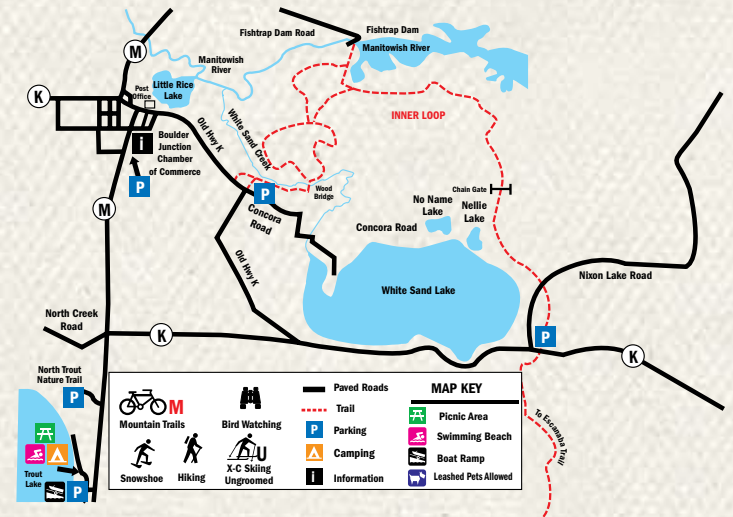 Fishtrap Dam Road
Fishtrap Dam
Manitowish River
M
Manitowish
River
K
Post
Office
Little Rice
Lake
INNER LOOP
Old Hwy K
White Sand Creek
i
Boulder
Junction
Chamber
of Commerce
P
P
Wood
Bridge
Chain Gate
No Name
Lake
Nellie
Lake
M
Concora
Road
Concora Road
Old Hwy K
White Sand Lake
Nixon Lake Road
North Creek
Road
K
P
K
North Trout
Nature Trail
P
Trout
Lake
P
M
Mountain Trails
Bird Watching
Snowshoe
Hiking
U
X-C Skiing
Ungroomed
Paved Roads
Trail
P
Parking
Camping
i
Information
MAP KEY
Picnic Area
Swimming Beach
Boat Ramp
Leashed Pets Allowed
To Escanaba Trail